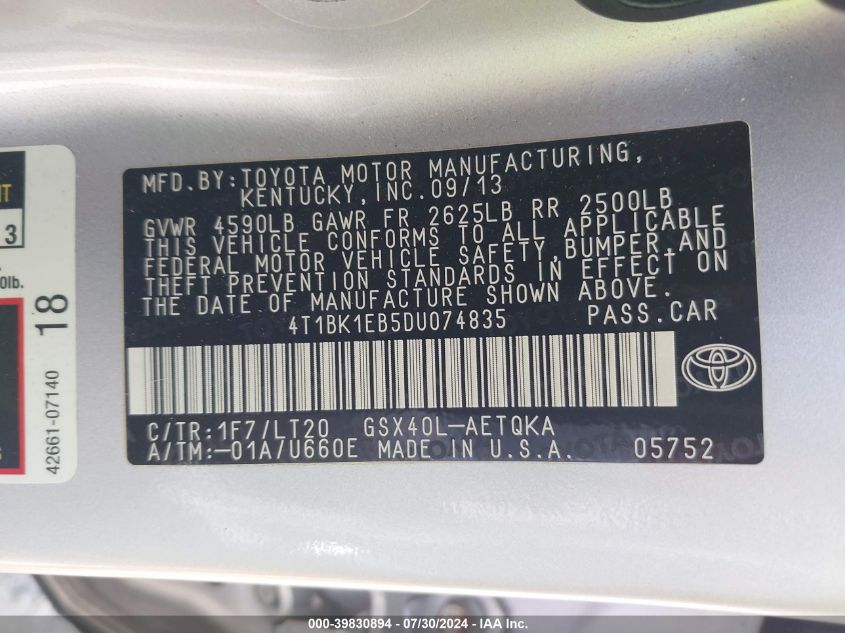 MFD.BY:TOYOTA MOTOR MANUFACTURING,
KENTUCKY,INC.09/13
GVWR 4590LB GAWR FR 2625LB RR 2500LB
THIS VEHICLE CONFORMS TO ALL APPLICABLE
FEDERAL MOTOR VEHICLE SAFETY,BUMPER,AND
THEFT PREVENTION STANDARDS IN EFFECT ON
THE DATE OF MANUFACTURE SHOWN ABOVE.
4T1BK1EB5DU074835 PASS.CAR
C/TR:1F7/LT20 GSX40L-AETQKA
A/TM:-01A7U660E MADE IN U.S.A. 05752
3
0lb.
18
42661-07140
000-39830894 / 07/30/2024 - IAA Inc.